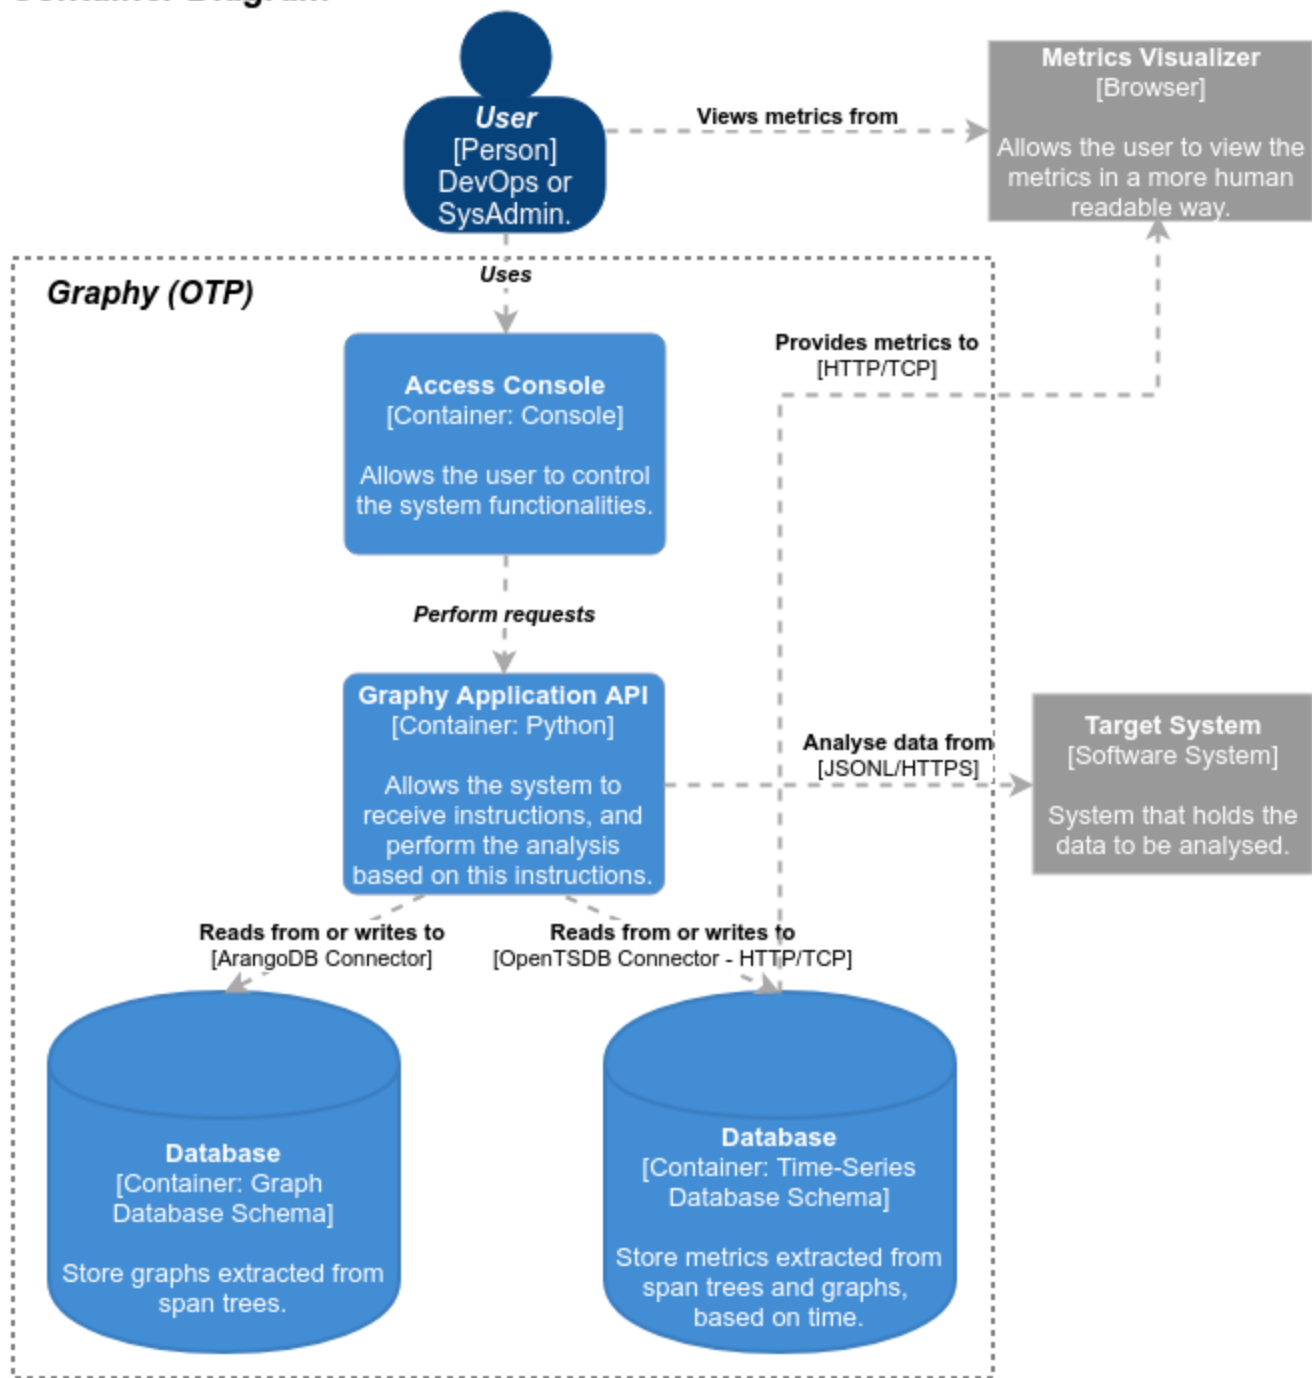 Container Diagram
User
[Person]
DevOps or
SysAdmin.
Views metrics from
Metrics Visualizer
[Browser]
Allows the user to view the
metrics in a more human
readable way.
Uses
Graphy (OTP)
Access Console
[Container: Console]
Allows the user to control
the system functionalities.
Provides metrics to
[HTTP/TCP]
Perform requests
Graphy Application API
[Container: Python]
Allows the system to
receive instructions, and
perform the analysis
based on this instructions.
Analyse data from
[JSONL/HTTPS]
Target System
[Software System]
System that holds the
data to be analysed.
Reads from or writes to
[ArangoDB Connector]
Reads from or writes to
[OpenTSDB Connector - HTTP/TCP]
Database
[Container: Graph
Database Schema]
Store graphs extracted from
span trees.
Database
[Container: Time-Series
Database Schema]
Store metrics extracted from
span trees and graphs,
based on time.